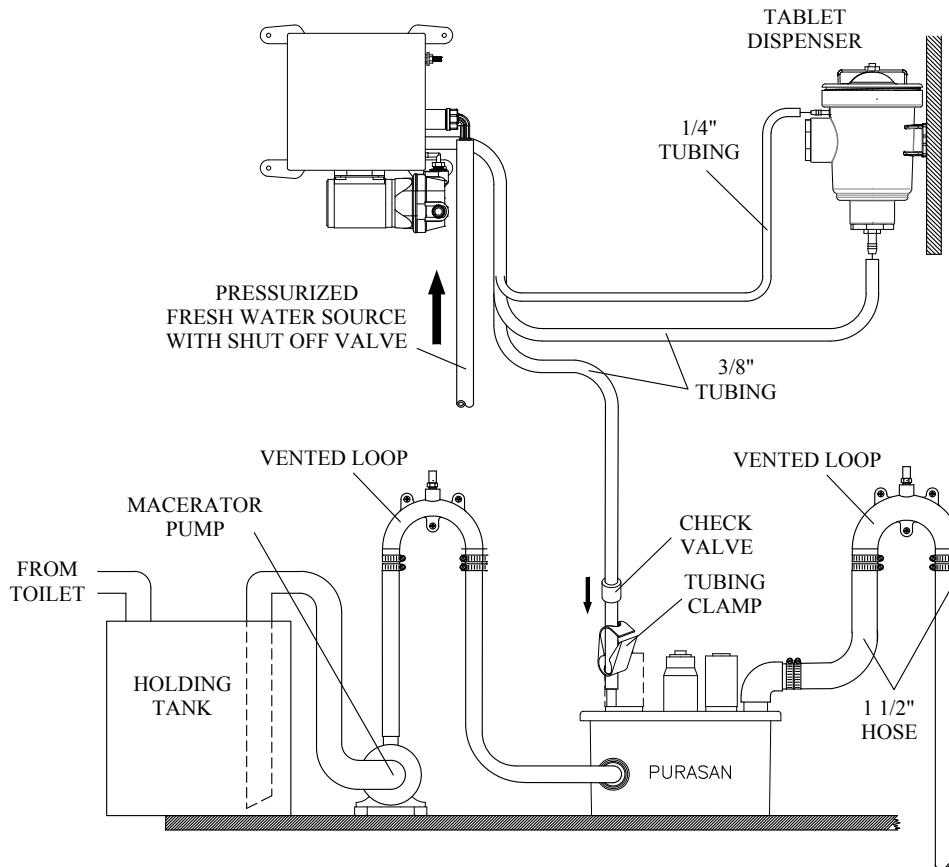 TABLET
DISPENSER
1/4"
TUBING
PRESSURIZED
FRESH WATER SOURCE
WITH SHUT OFF VALVE
3/8"
TUBING
VENTED LOOP
VENTED LOOP
MACERATOR
PUMP
CHECK
VALVE
FROM
TOILET
TUBING
CLAMP
HOLDING
TANK
1 1/2"
HOSE
PURASAN